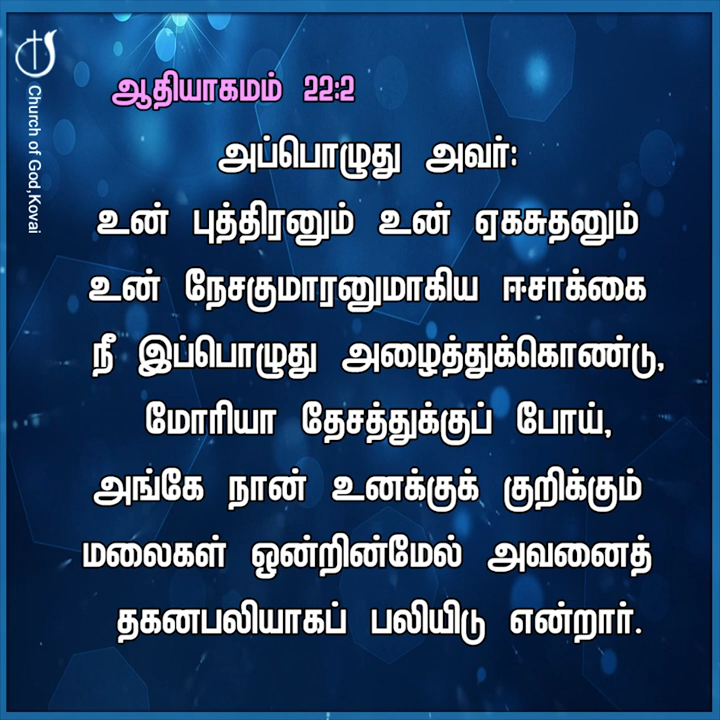 Church of God,Kovai
ஆதியாகமம் 22:2
அப்பொழுது அவர்:
உன் புத்திரனும் உன் ஏகசுதனும்
உன் நேசகுமாரனுமாகிய ஈசாக்கை
நீ இப்பொழுது அழைத்துக்கொண்டு,
மோரியா தேசத்துக்குப் போய்,
அங்கே நான் உனக்குக் குறிக்கும்
மலைகள் ஒன்றின்மேல் அவனைத்
தகனபலியாகப் பலியிடு என்றார்.